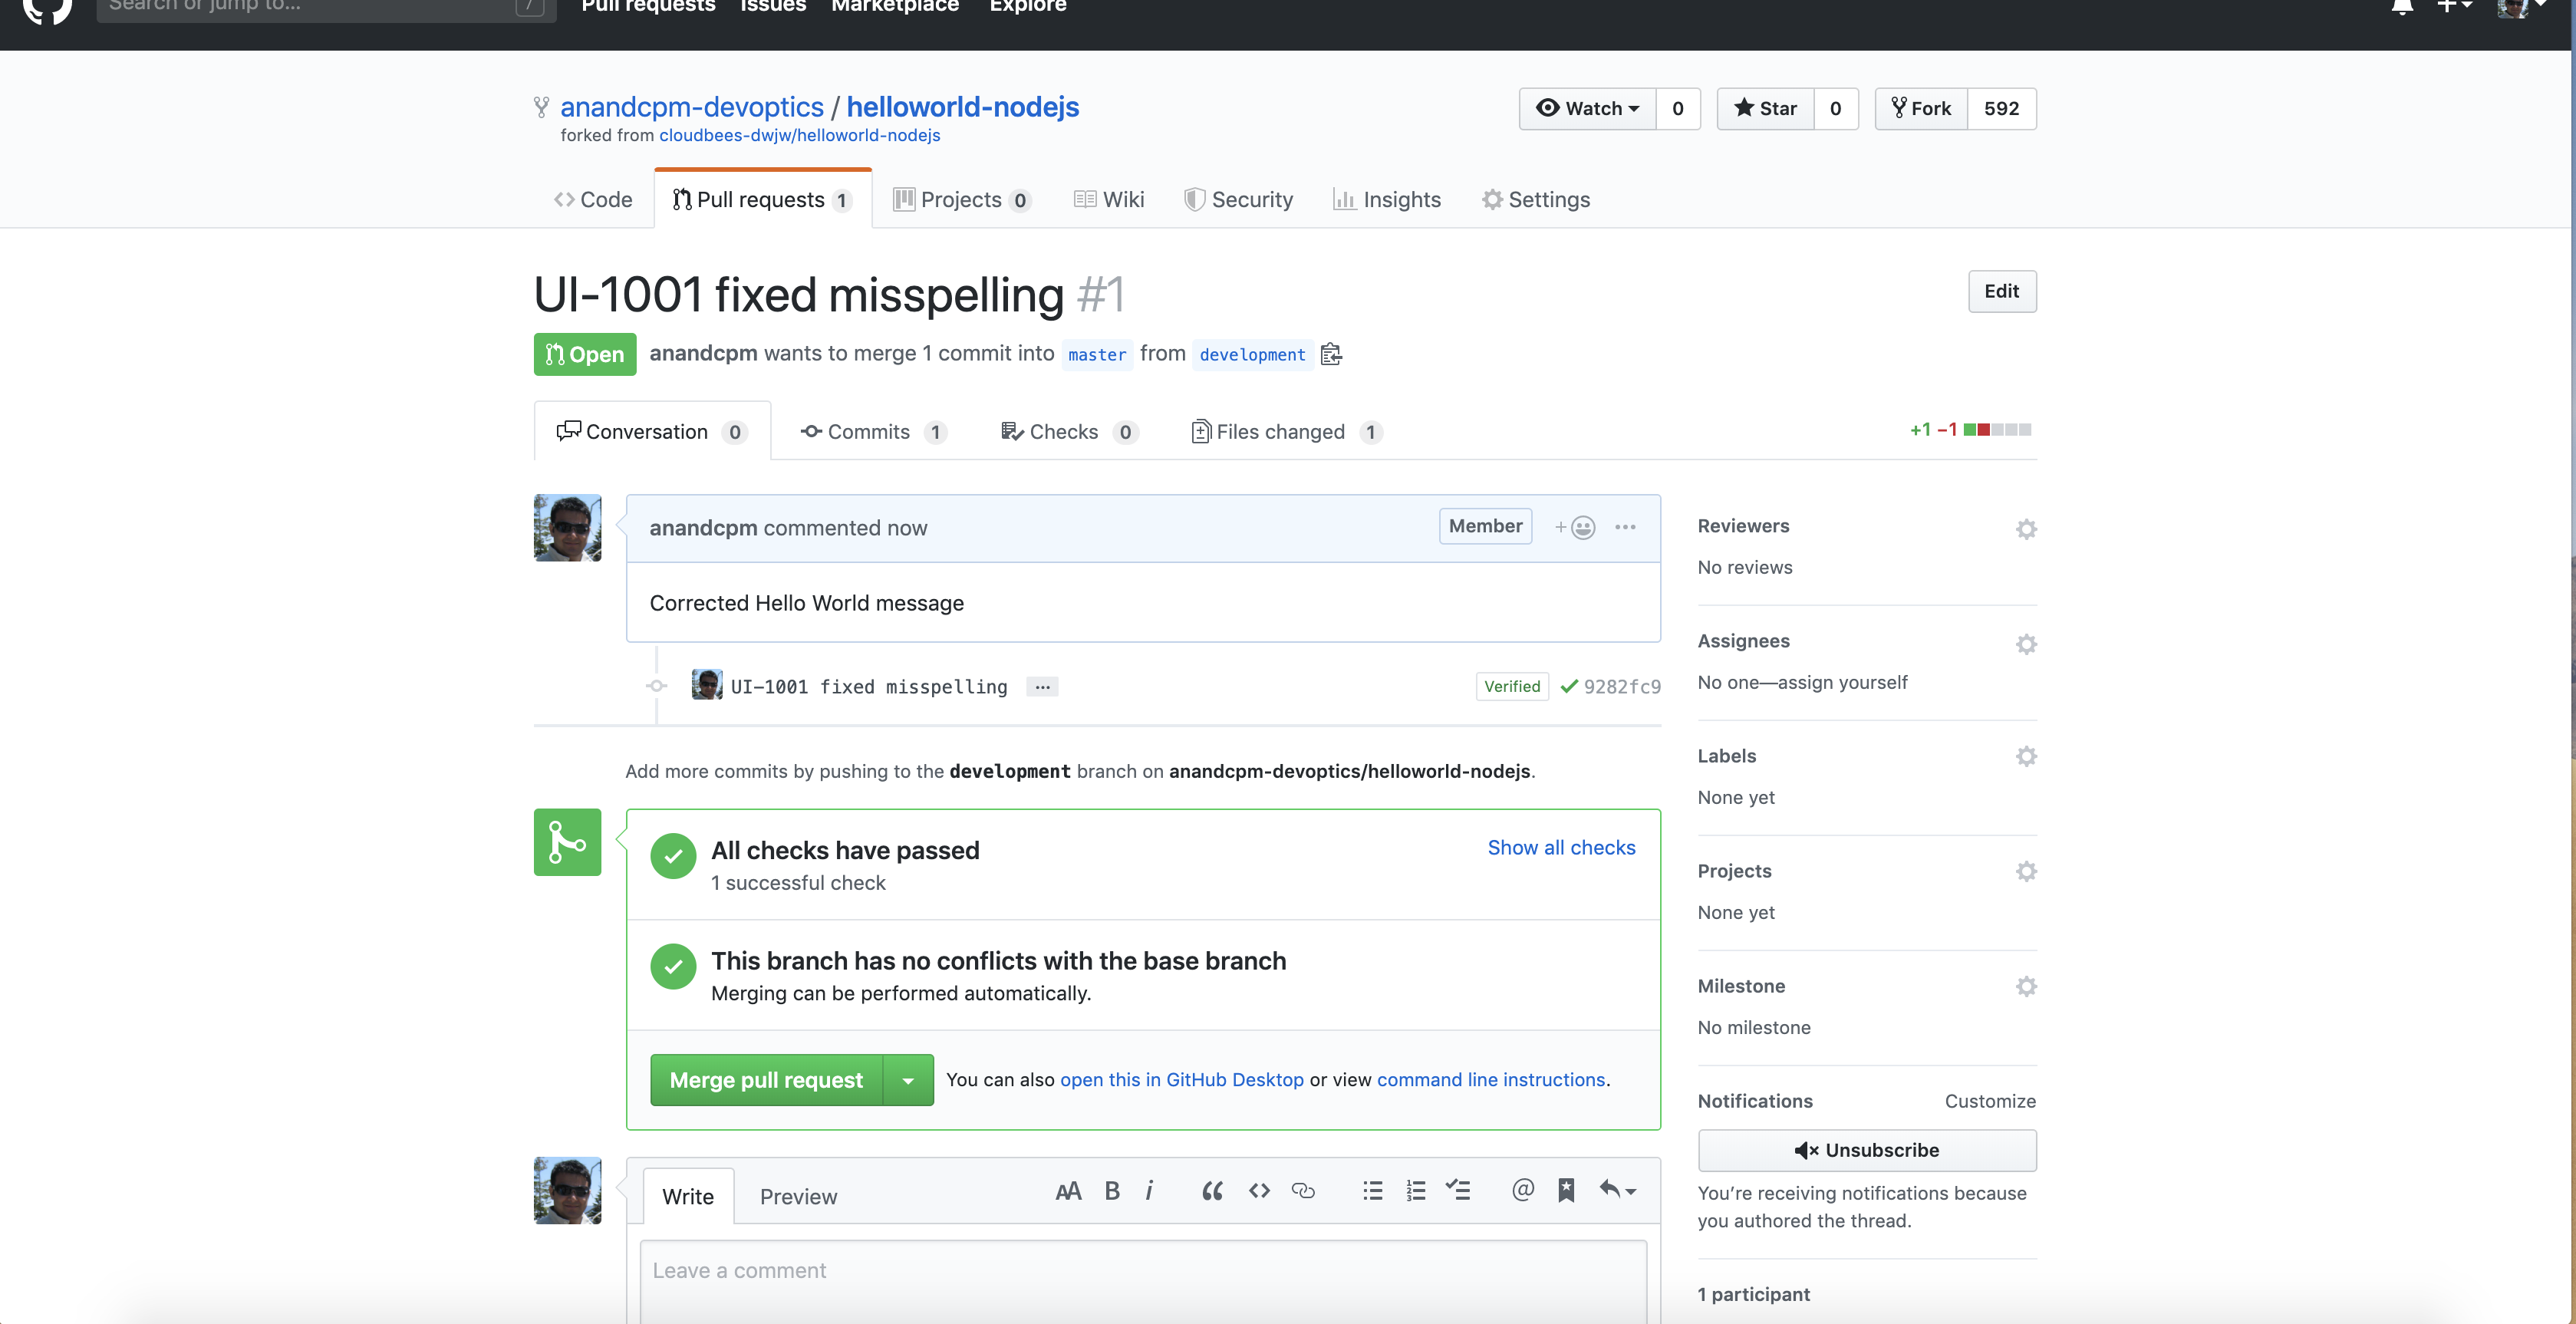 Search or jump to... /
Pull requests Issues Marketplace Explore
anandcpm-devoptics / helloworld-nodejs
forked from cloudbees-dwjw/helloworld-nodejs
Watch 0 Star 0 Fork 592
Code Pull requests 1 Projects 0 Wiki Security Insights Settings
UI-1001 fixed misspelling #1
Edit
Open anandcpm wants to merge 1 commit into master from development
Conversation 0 Commits 1 Checks 0 Files changed 1
+1 −1
anandcpm commented now
Member
Corrected Hello World message
UI-1001 fixed misspelling ...
Verified 9282fc9
Add more commits by pushing to the development branch on anandcpm-devoptics/helloworld-nodejs.
All checks have passed
Show all checks
1 successful check
This branch has no conflicts with the base branch
Merging can be performed automatically.
Merge pull request
You can also open this in GitHub Desktop or view command line instructions.
Write Preview
Leave a comment
Reviewers
No reviews
Assignees
No one—assign yourself
Labels
None yet
Projects
None yet
Milestone
No milestone
Notifications Customize
Unsubscribe
You're receiving notifications because
you authored the thread.
1 participant